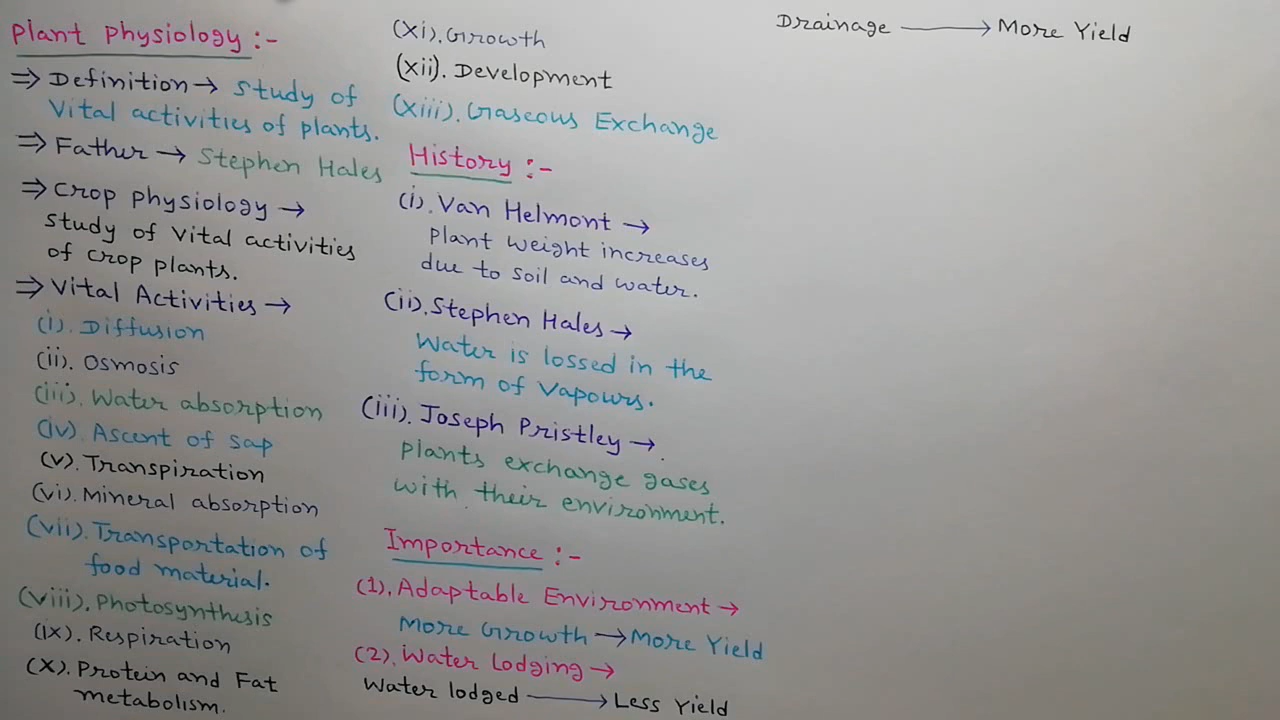 Plant physiology :-
⇒ Definition → Study of
Vital activities of plants.
⇒ Father → Stephen Hales
⇒ Crop physiology →
Study of Vital activities
of crop plants.
⇒ Vital Activities →
(i). Diffusion
(ii). Osmosis
(iii). Water absorption
(iv). Ascent of sap
(v). Transpiration
(vi). Mineral absorption
(vii). Transportation of
food material.
(viii). Photosynthesis
(ix). Respiration
(x). Protein and Fat
metabolism.
(xi). Growth
(xii). Development
(xiii). Gaseous Exchange
History :-
(i). Van Helmont →
Plant weight increases
due to soil and water.
(ii). Stephen Hales →
Water is lossed in the
form of Vapours.
(iii). Joseph Pristley →
plants exchange gases
with their environment.
Importance :-
(1). Adaptable Environment →
More Growth → More Yield
(2). Water lodging →
Water lodged → Less Yield
Drainage → More Yield